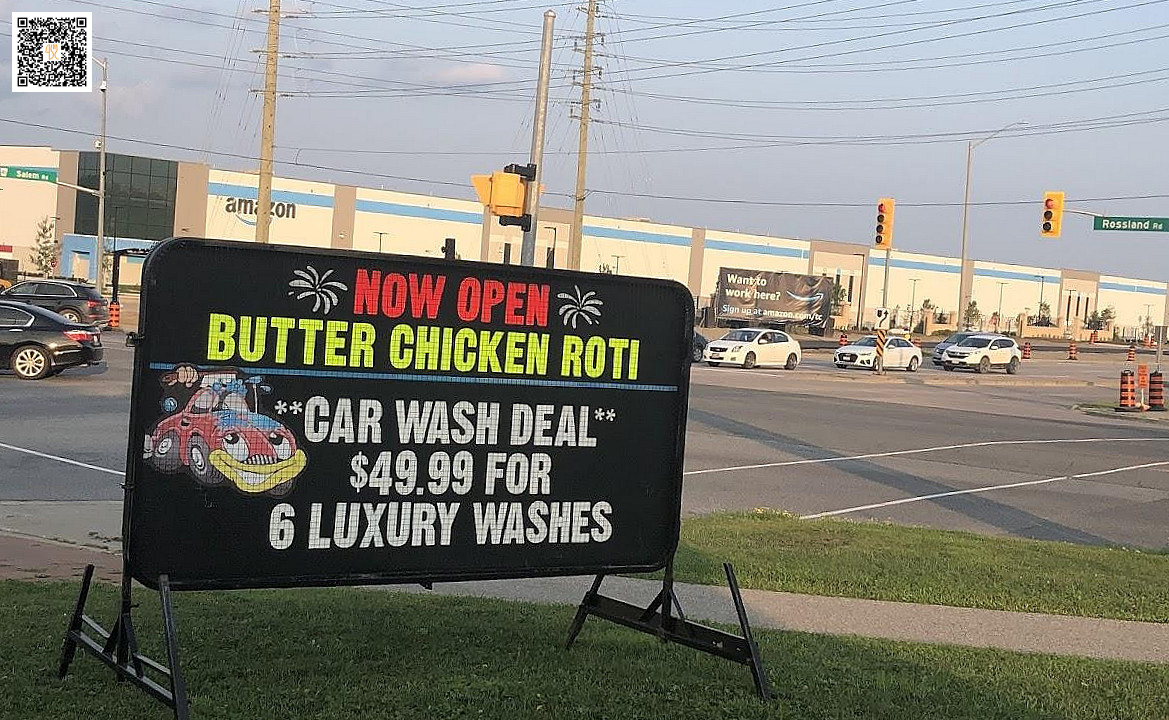 Salem Rd
amazon
Rossland Rd
Want to
work here?
Sign up at amazon.com/tc
NOW OPEN
BUTTER CHICKEN ROTI
**CAR WASH DEAL**
$49.99 FOR
6 LUXURY WASHES